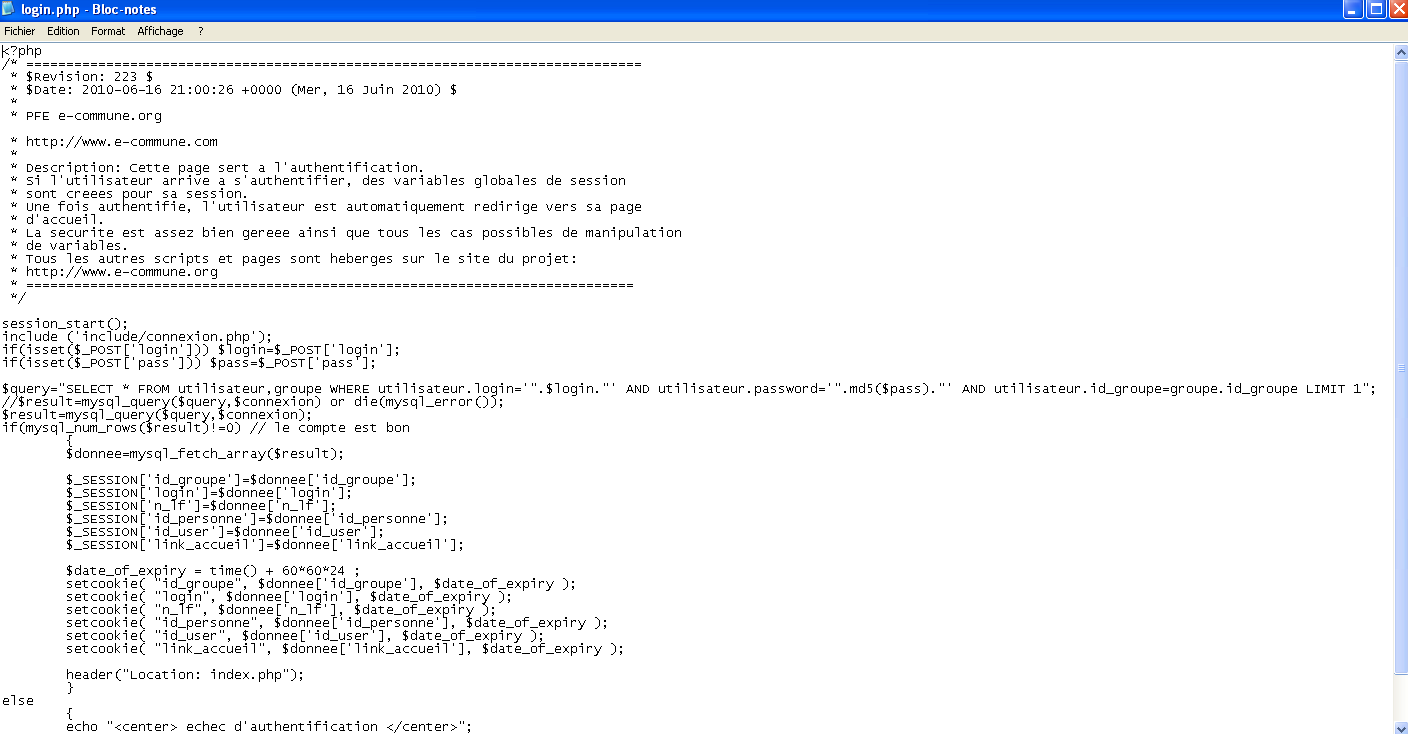 login.php - Bloc-notes
Fichier Edition Format Affichage ?
<?php
/* =============================================================================
 * $Revision: 223 $
 * $Date: 2010-06-16 21:00:26 +0000 (Mer, 16 Juin 2010) $
 *
 * PFE e-commune.org

 * http://www.e-commune.com
 *
 * Description: Cette page sert a l'authentification.
 * Si l'utilisateur arrive a s'authentifier, des variables globales de session
 * sont creees pour sa session.
 * Une fois authentifie, l'utilisateur est automatiquement redirige vers sa page
 * d'accueil.
 * La securite est assez bien gereee ainsi que tous les cas possibles de manipulation
 * de variables.
 * Tous les autres scripts et pages sont heberges sur le site du projet:
 * http://www.e-commune.org
 * ============================================================================
 */

session_start();
include ('include/connexion.php');
if(isset($_POST['login'])) $login=$_POST['login'];
if(isset($_POST['pass'])) $pass=$_POST['pass'];

$query="SELECT * FROM utilisateur,groupe WHERE utilisateur.login='".$login."' AND utilisateur.password='".md5($pass)."' AND utilisateur.id_groupe=groupe.id_groupe LIMIT 1";
//$result=mysql_query($query,$connexion) or die(mysql_error());
$result=mysql_query($query,$connexion);
if(mysql_num_rows($result)!=0) // le compte est bon
        {
        $donnee=mysql_fetch_array($result);

        $_SESSION['id_groupe']=$donnee['id_groupe'];
        $_SESSION['login']=$donnee['login'];
        $_SESSION['n_lf']=$donnee['n_lf'];
        $_SESSION['id_personne']=$donnee['id_personne'];
        $_SESSION['id_user']=$donnee['id_user'];
        $_SESSION['link_accueil']=$donnee['link_accueil'];

        $date_of_expiry = time() + 60*60*24 ;
        setcookie( "id_groupe", $donnee['id_groupe'], $date_of_expiry );
        setcookie( "login", $donnee['login'], $date_of_expiry );
        setcookie( "n_lf", $donnee['n_lf'], $date_of_expiry );
        setcookie( "id_personne", $donnee['id_personne'], $date_of_expiry );
        setcookie( "id_user", $donnee['id_user'], $date_of_expiry );
        setcookie( "link_accueil", $donnee['link_accueil'], $date_of_expiry );

        header("Location: index.php");
        }
else
        {
        echo "<center> echec d'authentification </center>";